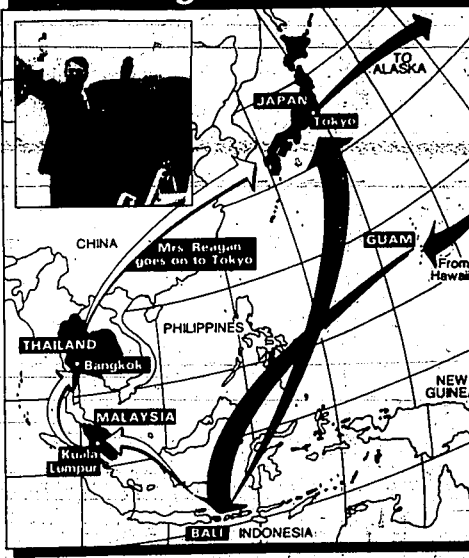 TO
ALASKA
JAPAN
Tokyo
CHINA
Mrs. Reagan
goes on to Tokyo
GUAM
From
Hawaii
PHILIPPINES
THAILAND
Bangkok
NEW
GUINEA
MALAYSIA
Kuala
Lumpur
BALI INDONESIA